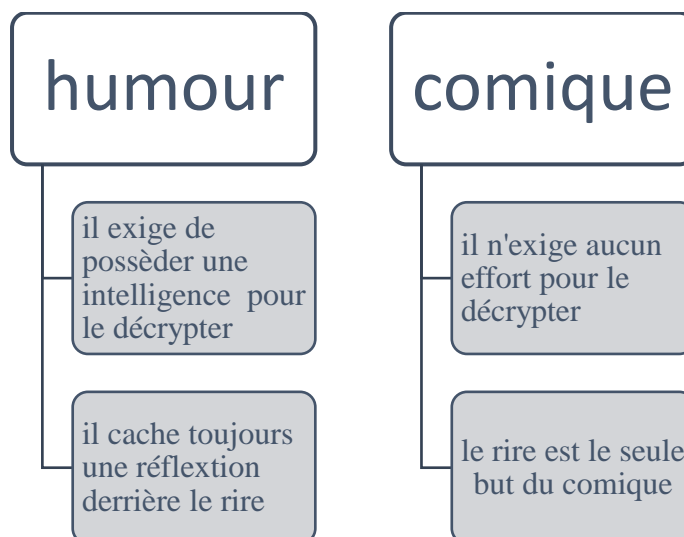 humour
il exige de
possèder une
intelligence pour
le décrypter
il cache toujours
une réflextion
derrière le rire
comique
il n'exige aucun
effort pour le
décrypter
le rire est le seule
but du comique